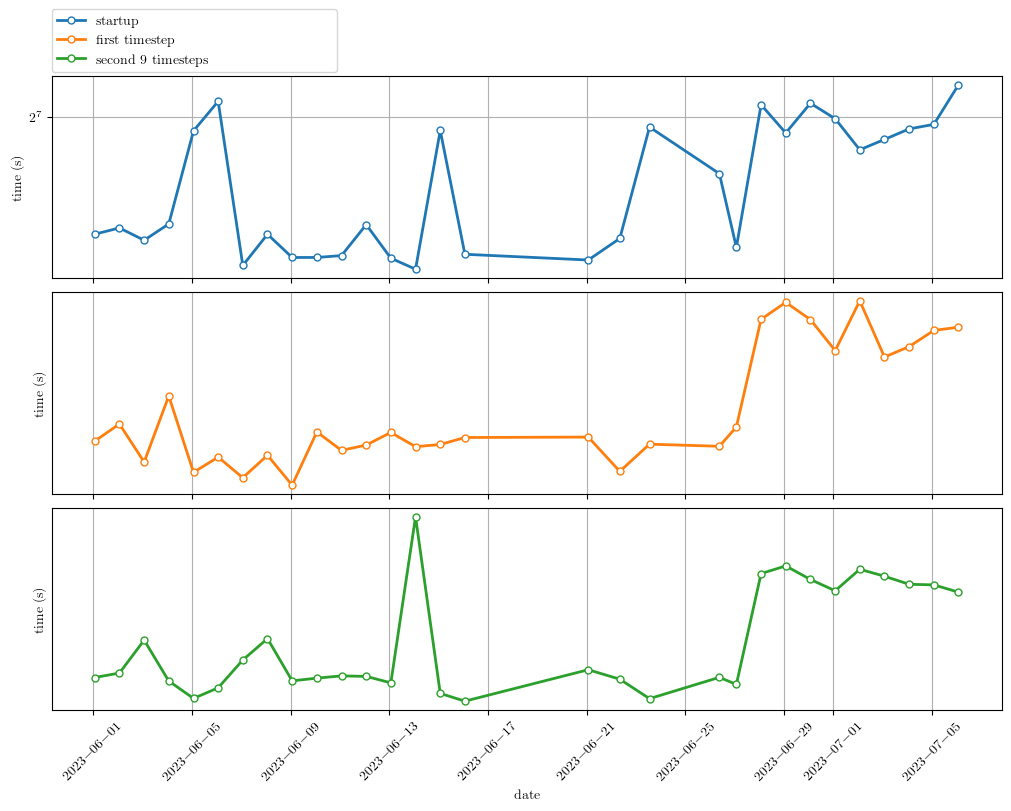 startup
first timestep
second 9 timesteps
2⁷
time (s)
time (s)
time (s)
2023−06−01
2023−06−05
2023−06−09
2023−06−13
2023−06−17
2023−06−21
2023−06−25
2023−06−29
2023−07−01
2023−07−05
date